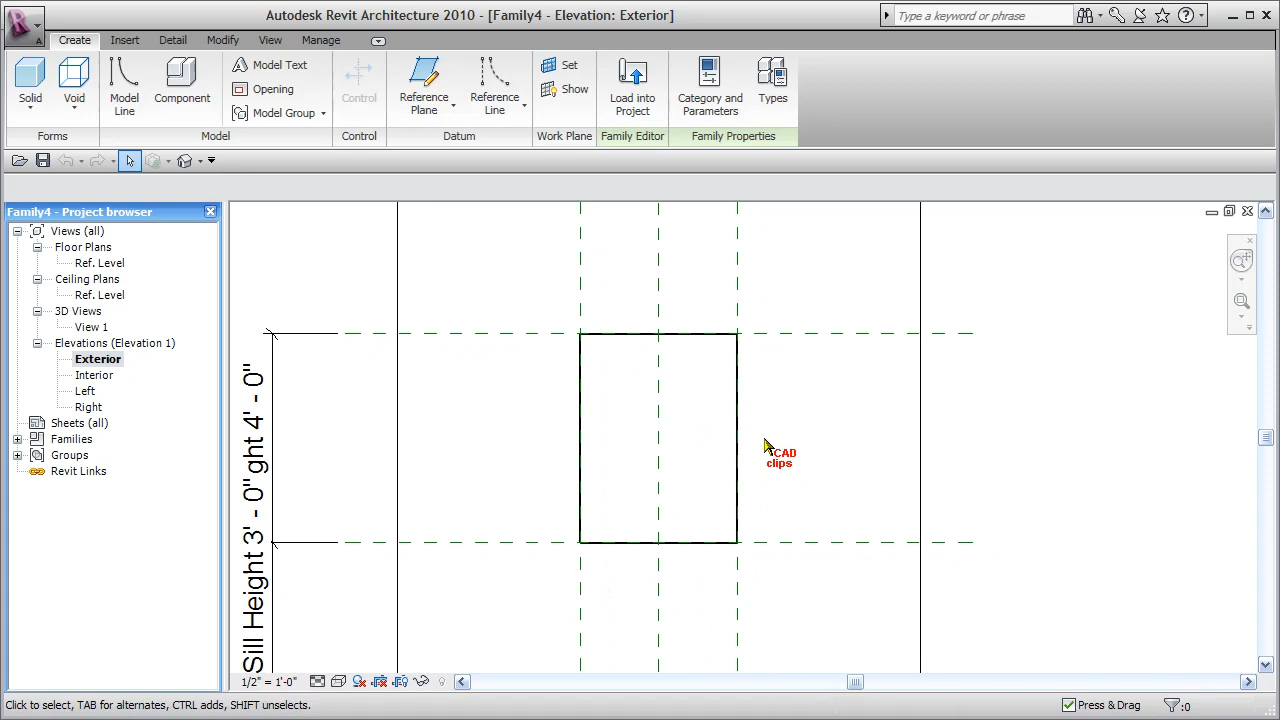 Autodesk Revit Architecture 2010 - [Family4 - Elevation: Exterior]
Type a keyword or phrase
Create
Insert
Detail
Modify
View
Manage
Solid
Void
Model Line
Component
Model Text
Opening
Model Group
Control
Reference Plane
Reference Line
Set
Show
Load into Project
Category and Parameters
Types
Forms
Model
Control
Datum
Work Plane
Family Editor
Family Properties
Family4 - Project browser
Views (all)
Floor Plans
Ref. Level
Ceiling Plans
Ref. Level
3D Views
View 1
Elevations (Elevation 1)
Exterior
Interior
Left
Right
Sheets (all)
Families
Groups
Revit Links
Sill Height 3' - 0"ght 4' - 0"
CAD
clips
1/2" = 1'-0"
Click to select, TAB for alternates, CTRL adds, SHIFT unselects.
Press & Drag
:0